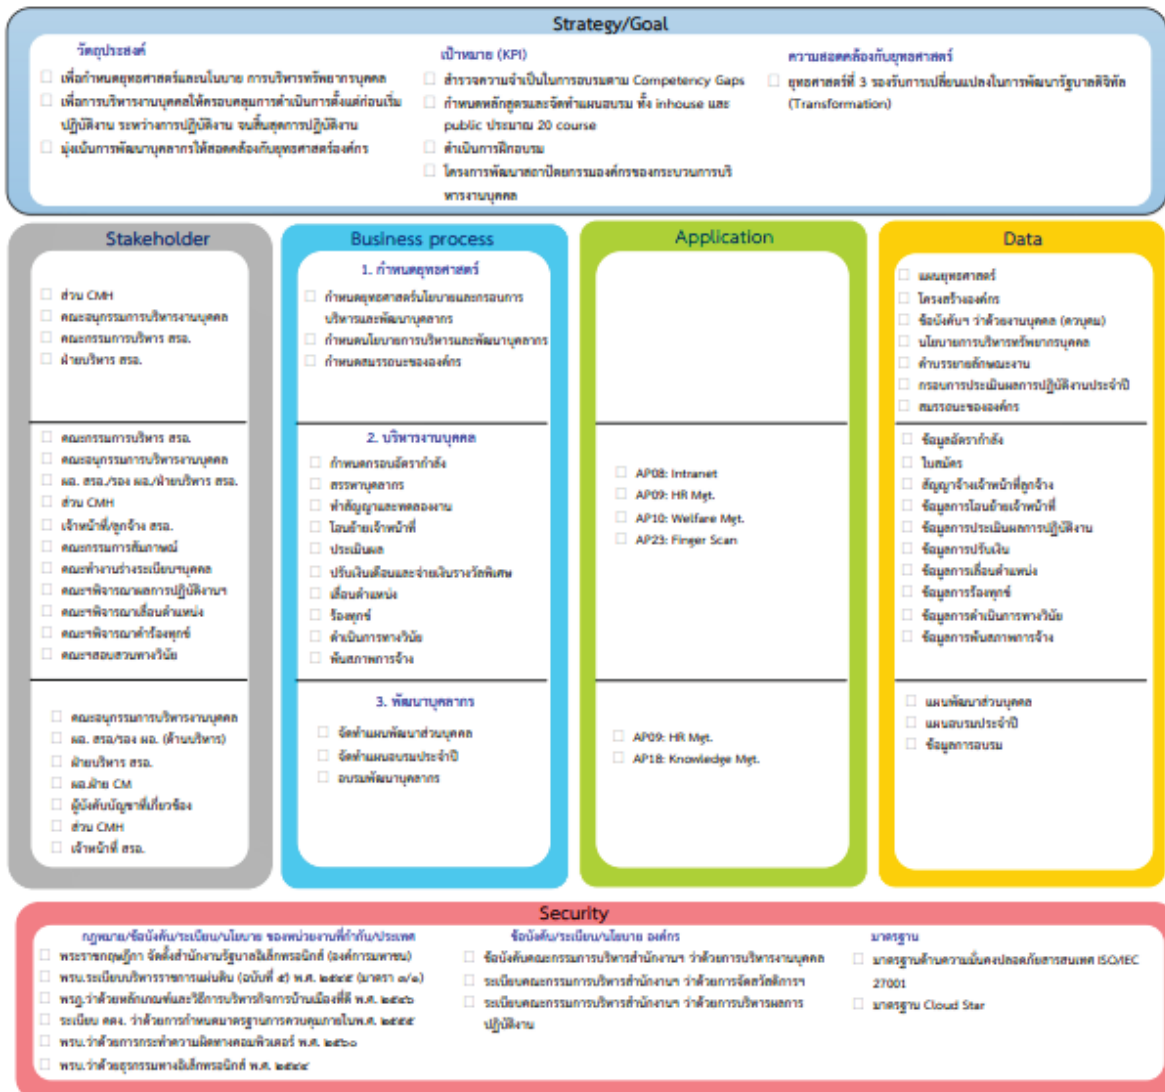 Strategy/Goal
วัตถุประสงค์
เพื่อกำหนดยุทธศาสตร์และนโนบาย การบริหารทรัพยากรบุคคล
เพื่อการบริหารงานบุคคลให้ครอบคลุมการดำเนินการตั้งแต่ก่อนเริ่ม
ปฏิบัติงาน ระหว่างการปฏิบัติงาน จนสิ้นสุดการปฏิบัติงาน
มุ่งเน้นการพัฒนาบุคลากรให้สอดคล้องกับยุทธศาสตร์องค์กร
เป้าหมาย (KPI)
สำรวจความจำเป็นในการอบรมตาม Competency Gaps
กำหนดหลักสูตรและจัดทำแผนอบรม ทั้ง inhouse และ
public ประมาณ 20 course
ดำเนินการฝึกอบรม
โครงการพัฒนาสถาปัตยกรรมองค์กรของกระบวนการบริ
หารงานบุคคล
ความสอดคล้องกับยุทธศาสตร์
ยุทธศาสตร์ที่ 3 รองรับการเปลี่ยนแปลงในการพัฒนารัฐบาลดิจิทัล
(Transformation)
Stakeholder
ส่วน CMH
คณะอนุกรรมการบริหารงานบุคคล
คณะกรรมการบริหาร สรอ.
ฝ่ายบริหาร สรอ.
คณะกรรมการบริหาร สรอ.
คณะอนุกรรมการบริหารงานบุคคล
ผอ. สรอ./รอง ผอ./ฝ่ายบริหาร สรอ.
ส่วน CMH
เจ้าหน้าที่/ลูกจ้าง สรอ.
คณะกรรมการสัมภาษณ์
คณะทำงานร่างระเบียบฯบุคคล
คณะฯพิจารณาผลการปฏิบัติงานฯ
คณะฯพิจารณาเลื่อนตำแหน่ง
คณะฯพิจารณาคำร้องทุกข์
คณะฯสอบสวนทางวินัย
คณะอนุกรรมการบริหารงานบุคคล
ผอ. สรอ/รอง ผอ. (ด้านบริหาร)
ฝ่ายบริหาร สรอ.
ผอ.ฝ่าย CM
ผู้บังคับบัญชาที่เกี่ยวข้อง
ส่วน CMH
เจ้าหน้าที่ สรอ.
Business process
1. กำหนดยุทธศาสตร์
กำหนดยุทธศาสตร์นโยบายและกรอบการ
บริหารและพัฒนาบุคลากร
กำหนดนโยบายการบริหารและพัฒนาบุคลากร
กำหนดสมรรถนะขององค์กร
2. บริหารงานบุคคล
กำหนดกรอบอัตรากำลัง
สรรหาบุคลากร
ทำสัญญาและทดลองงาน
โอนย้ายเจ้าหน้าที่
ประเมินผล
ปรับเงินเดือนและจ่ายเงินรางวัลพิเศษ
เลื่อนตำแหน่ง
ร้องทุกข์
ดำเนินการทางวินัย
พ้นสภาพการจ้าง
3. พัฒนาบุคลากร
จัดทำแผนพัฒนาส่วนบุคคล
จัดทำแผนอบรมประจำปี
อบรมพัฒนาบุคลากร
Application
AP08: Intranet
AP09: HR Mgt.
AP10: Welfare Mgt.
AP23: Finger Scan
AP09: HR Mgt.
AP18: Knowledge Mgt.
Data
แผนยุทธศาสตร์
โครงสร้างองค์กร
ข้อบังคับฯ ว่าด้วยงานบุคคล (ควบคุม)
นโยบายการบริหารทรัพยากรบุคคล
คำบรรยายลักษณะงาน
กรอบการประเมินผลการปฏิบัติงานประจำปี
สมรรถนะขององค์กร
ข้อมูลอัตรากำลัง
ใบสมัคร
สัญญาจ้างเจ้าหน้าที่ลูกจ้าง
ข้อมูลการโอนย้ายเจ้าหน้าที่
ข้อมูลการประเมินผลการปฏิบัติงาน
ข้อมูลการปรับเงิน
ข้อมูลการเลื่อนตำแหน่ง
ข้อมูลการร้องทุกข์
ข้อมูลการดำเนินการทางวินัย
ข้อมูลการพ้นสภาพการจ้าง
แผนพัฒนาส่วนบุคคล
แผนอบรมประจำปี
ข้อมูลการอบรม
Security
กฎหมาย/ข้อบังคับ/ระเบียบ/นโยบาย ของหน่วยงานที่กำกับ/ประเทศ
พระราชกฤษฎีกา จัดตั้งสำนักงานรัฐบาลอิเล็กทรอนิกส์ (องค์การมหาชน)
พรบ.ระเบียบบริหารราชการแผ่นดิน (ฉบับที่ ๕) พ.ศ. ๒๕๔๕ (มาตรา ๓/๑)
พรฎ.ว่าด้วยหลักเกณฑ์และวิธีการบริหารกิจการบ้านเมืองที่ดี พ.ศ. ๒๕๔๖
ระเบียบ คตง. ว่าด้วยการกำหนดมาตรฐานการควบคุมภายในพ.ศ. ๒๕๔๔
พรบ.ว่าด้วยการกระทำความผิดทางคอมพิวเตอร์ พ.ศ. ๒๕๖๐
พรบ.ว่าด้วยธุรกรรมทางอิเล็กทรอนิกส์ พ.ศ. ๒๕๔๔
ข้อบังคับ/ระเบียบ/นโยบาย องค์กร
ข้อบังคับคณะกรรมการบริหารสำนักงานฯ ว่าด้วยการบริหารงานบุคคล
ระเบียบคณะกรรมการบริหารสำนักงานฯ ว่าด้วยการจัดสวัสดิการฯ
ระเบียบคณะกรรมการบริหารสำนักงานฯ ว่าด้วยการบริหารผลการ
ปฏิบัติงาน
มาตรฐาน
มาตรฐานด้านความมั่นคงปลอดภัยสารสนเทศ ISO/IEC
27001
มาตรฐาน Cloud Star